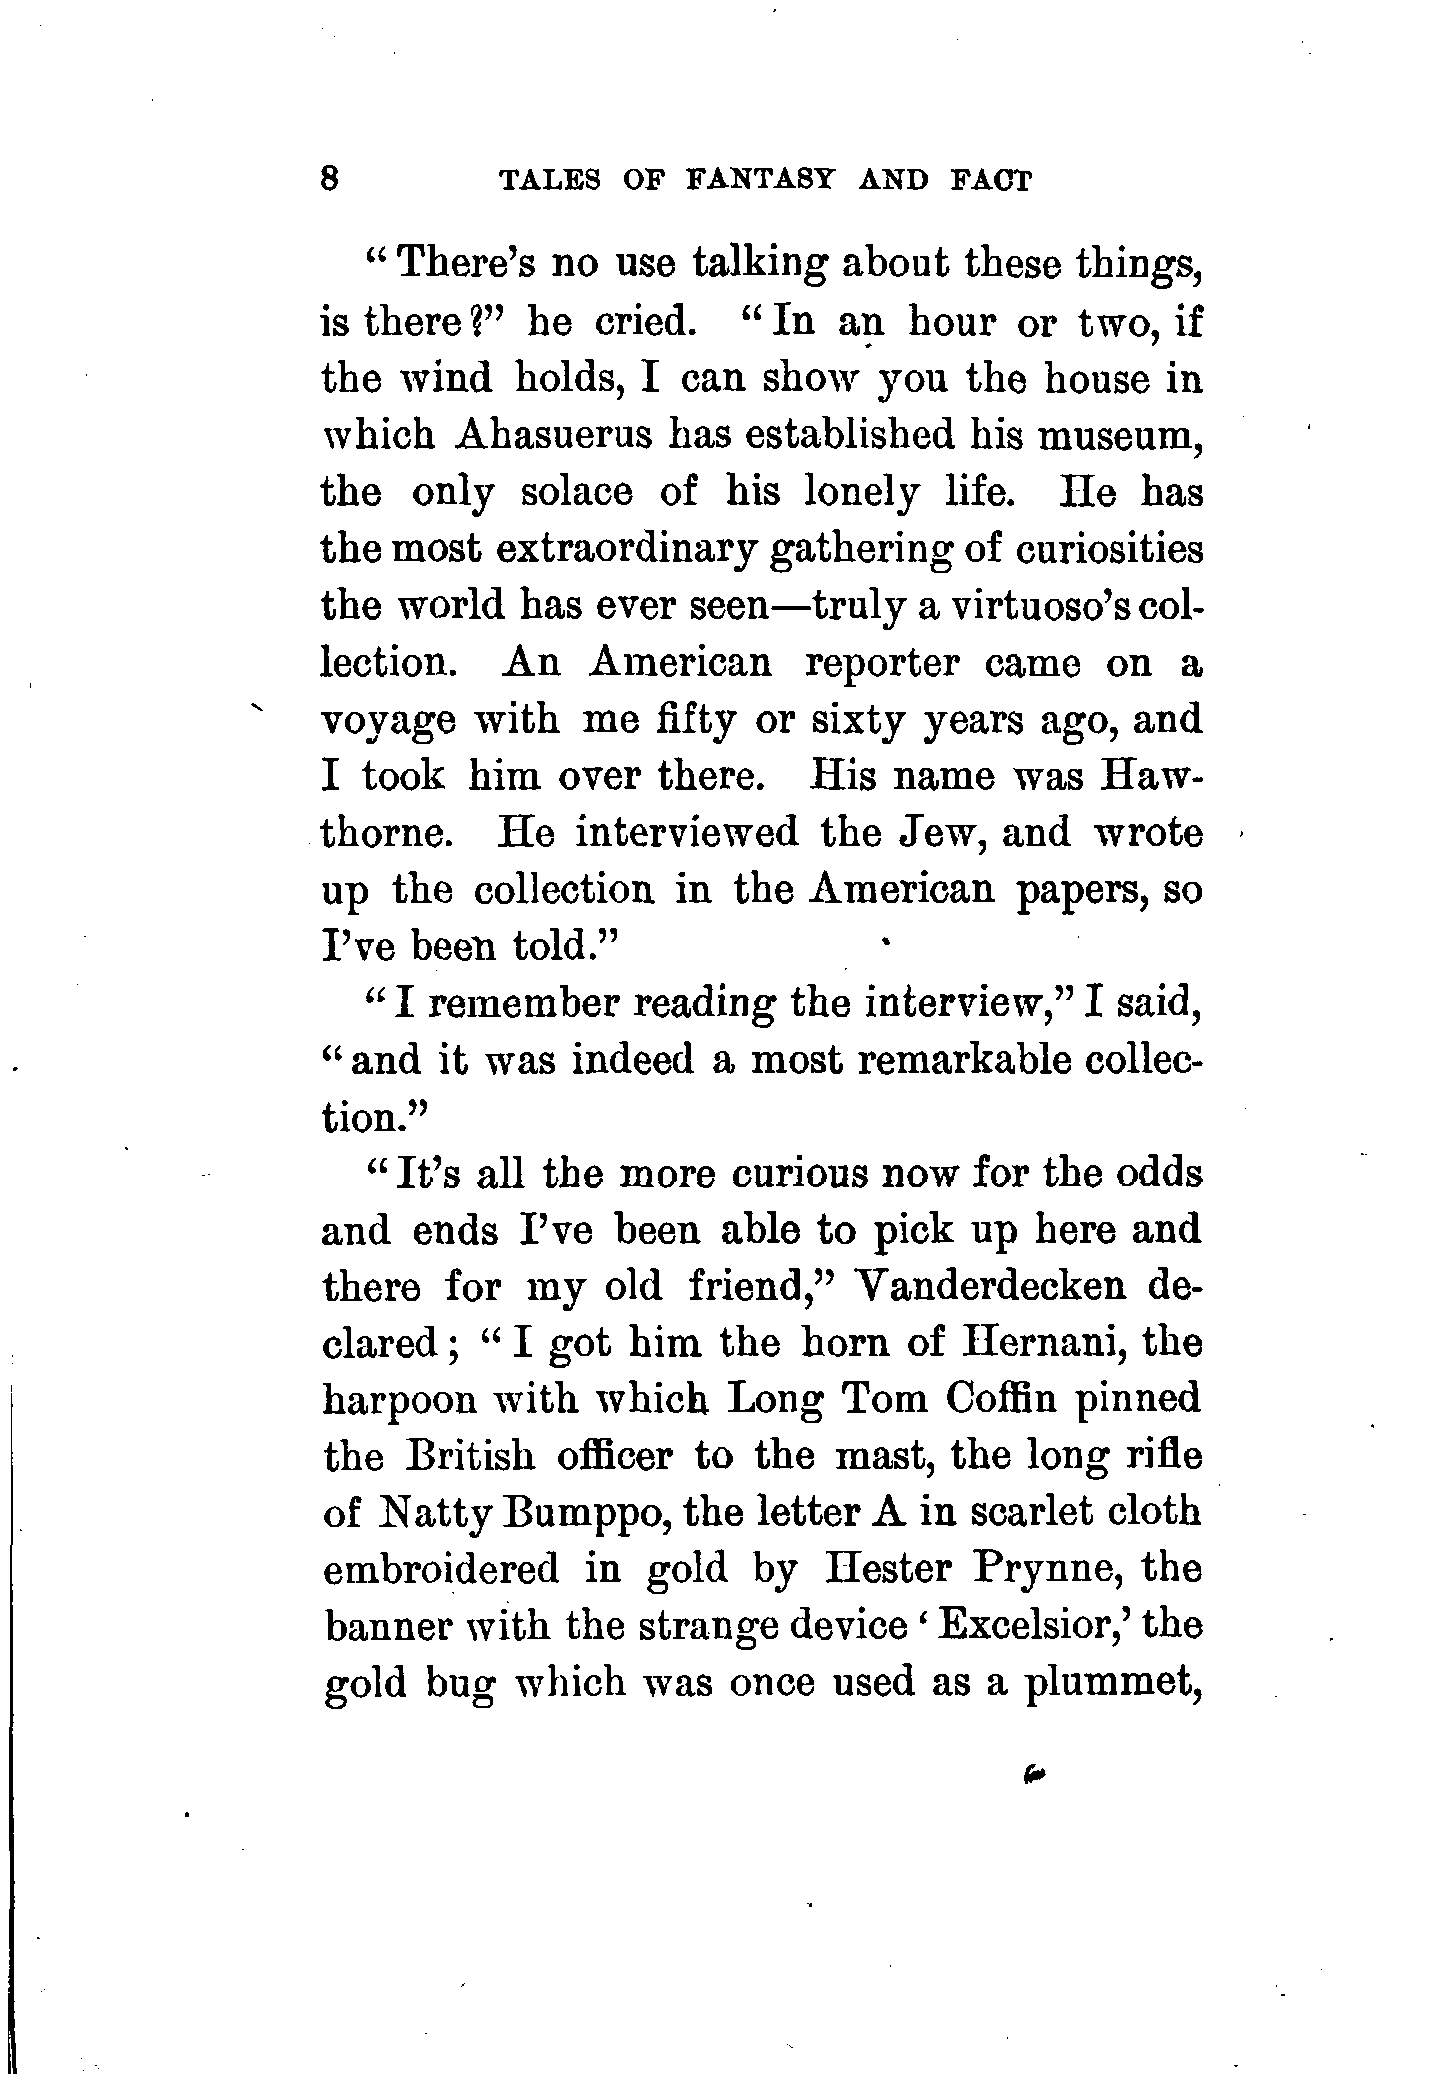 8 TALES OF FANTASY AND FACT
“There’s no use talking about these things,
is there?” he cried. “In an hour or two, if
the wind holds, I can show you the house in
which Ahasuerus has established his museum,
the only solace of his lonely life. He has
the most extraordinary gathering of curiosities
the world has ever seen—truly a virtuoso’s col-
lection. An American reporter came on a
voyage with me fifty or sixty years ago, and
I took him over there. His name was Haw-
thorne. He interviewed the Jew, and wrote
up the collection in the American papers, so
I’ve been told.”
“I remember reading the interview,” I said,
“and it was indeed a most remarkable collec-
tion.”
“It’s all the more curious now for the odds
and ends I’ve been able to pick up here and
there for my old friend,” Vanderdecken de-
clared; “I got him the horn of Hernani, the
harpoon with which Long Tom Coffin pinned
the British officer to the mast, the long rifle
of Natty Bumppo, the letter A in scarlet cloth
embroidered in gold by Hester Prynne, the
banner with the strange device ‘Excelsior,’ the
gold bug which was once used as a plummet,